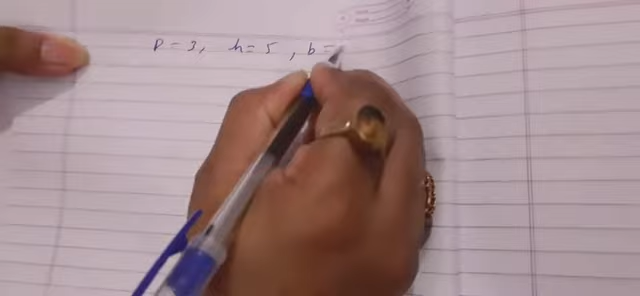 P = 3, h = 5, b =